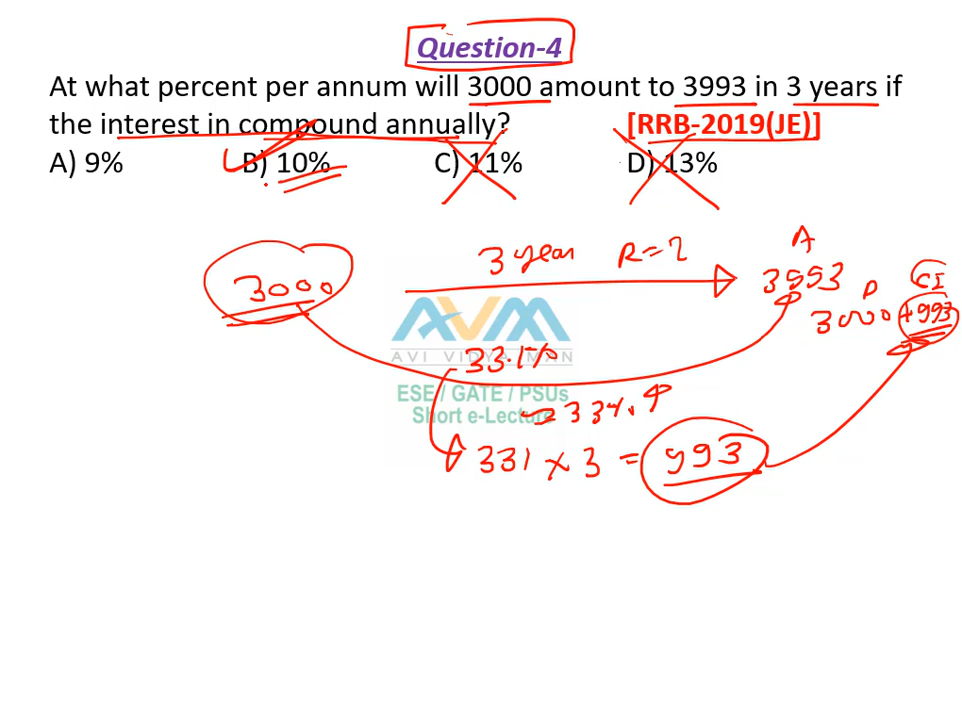 Question-4
At what percent per annum will 3000 amount to 3993 in 3 years if
the interest in compound annually? [RRB-2019(JE)]
A) 9% B) 10% C) 11% D) 13%
3000 3 year R=? A
3993 P CI
3000+993
AVM
AVI VIDYA MAN
33.1%
ESE / GATE / PSUs
Short e-Lecture
331 × 3 = 993